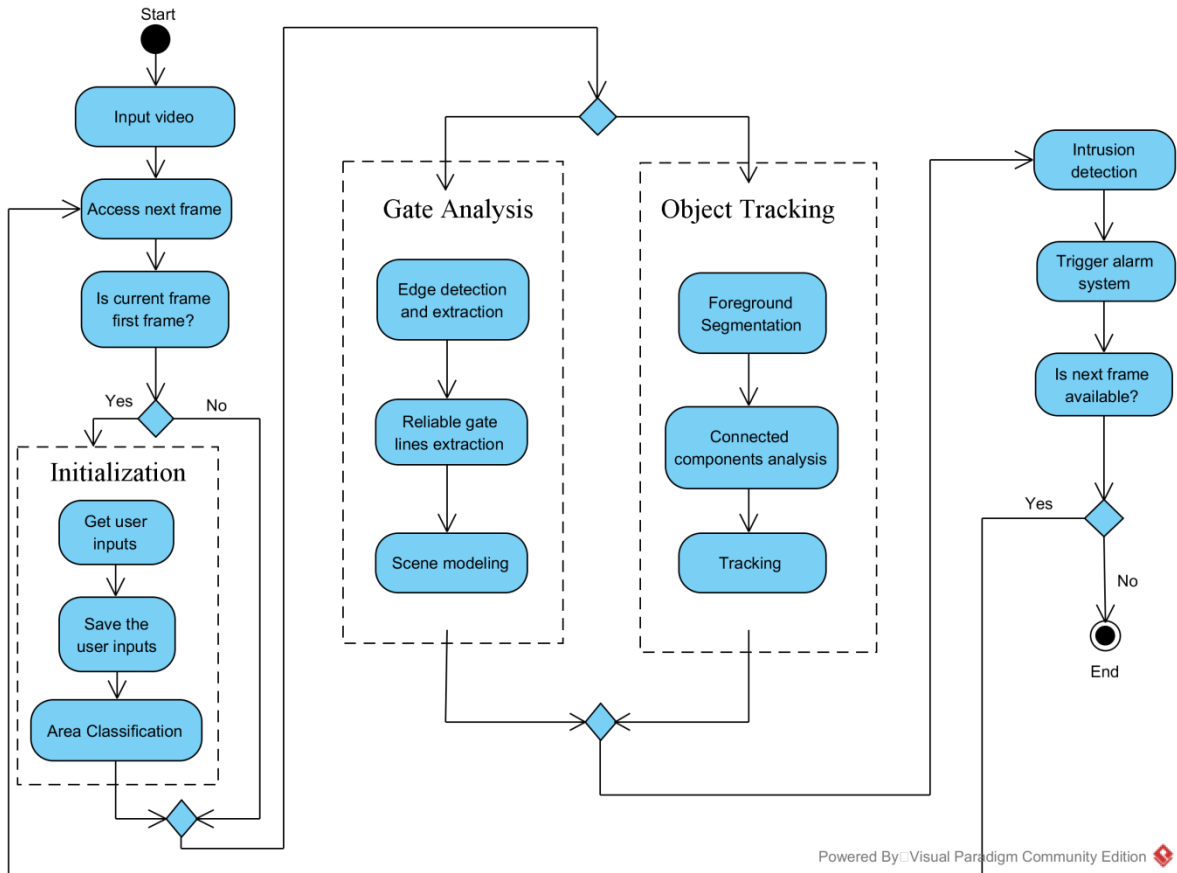 Start
Input video
Access next frame
Is current frame
first frame?
Yes
No
Initialization
Get user
inputs
Save the
user inputs
Area Classification
Gate Analysis
Edge detection
and extraction
Reliable gate
lines extraction
Scene modeling
Object Tracking
Foreground
Segmentation
Connected
components analysis
Tracking
Intrusion
detection
Trigger alarm
system
Is next frame
available?
Yes
No
End
Powered By□Visual Paradigm Community Edition